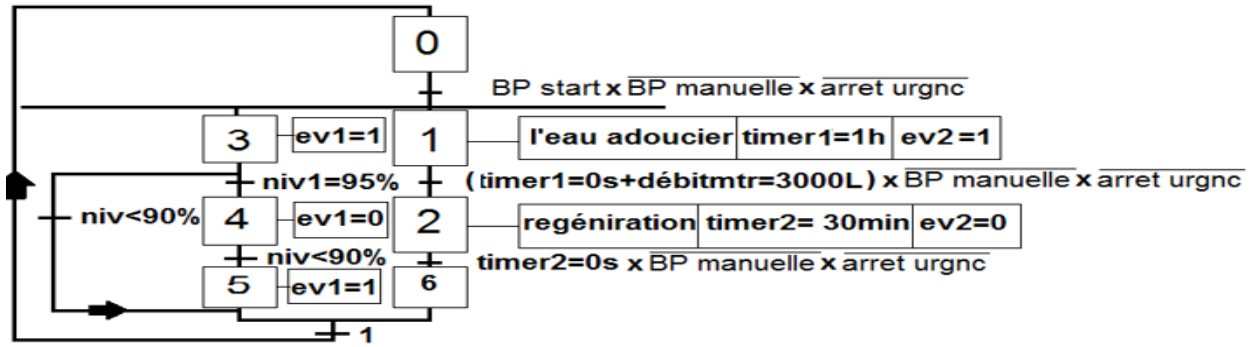 0
BP start x BP manuelle x arret urgnc
3 ev1=1 1 l'eau adoucier timer1=1h ev2=1
niv1=95% (timer1=0s+débitmtr=3000L) x BP manuelle x arret urgnc
niv<90% 4 ev1=0 2 regéniration timer2= 30min ev2=0
niv<90% timer2=0s x BP manuelle x arret urgnc
5 ev1=1 6
1